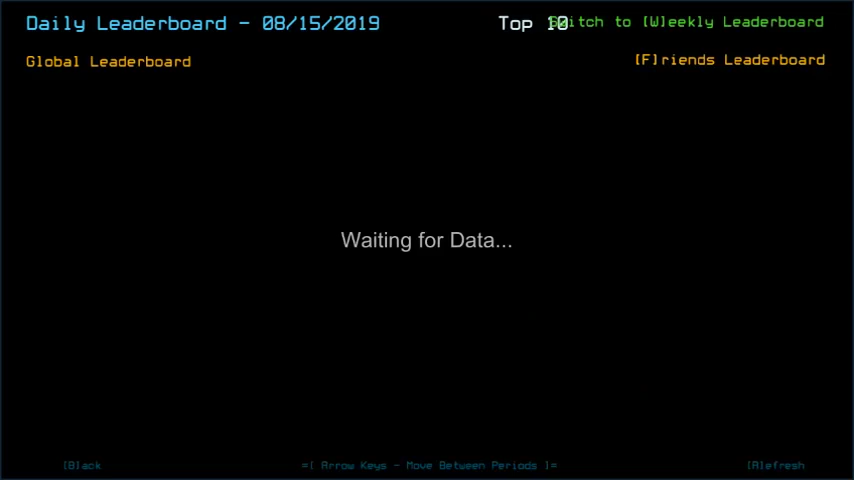 Daily Leaderboard - 08/15/2019
Top 10
Switch to [W]eekly Leaderboard
Global Leaderboard
[F]riends Leaderboard
Waiting for Data...
[B]ack
=[ Arrow Keys - Move Between Periods ]=
[R]efresh